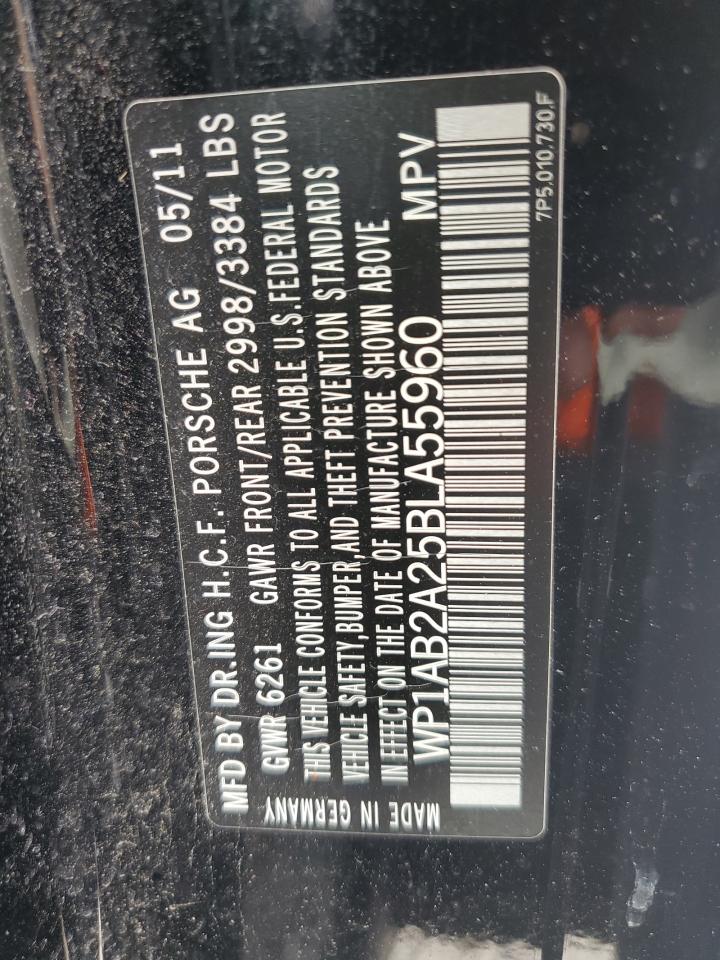 MFD BY DR.ING H.C.F. PORSCHE AG 05/11
GVWR 6261 GAWR FRONT/REAR 2998/3384 LBS
THIS VEHICLE CONFORMS TO ALL APPLICABLE U.S.FEDERAL MOTOR
VEHICLE SAFETY,BUMPER,AND THEFT PREVENTION STANDARDS
IN EFFECT ON THE DATE OF MANUFACTURE SHOWN ABOVE
WP1AB2A25BLA55960 MPV
MADE IN GERMANY
7P5.010.730.F